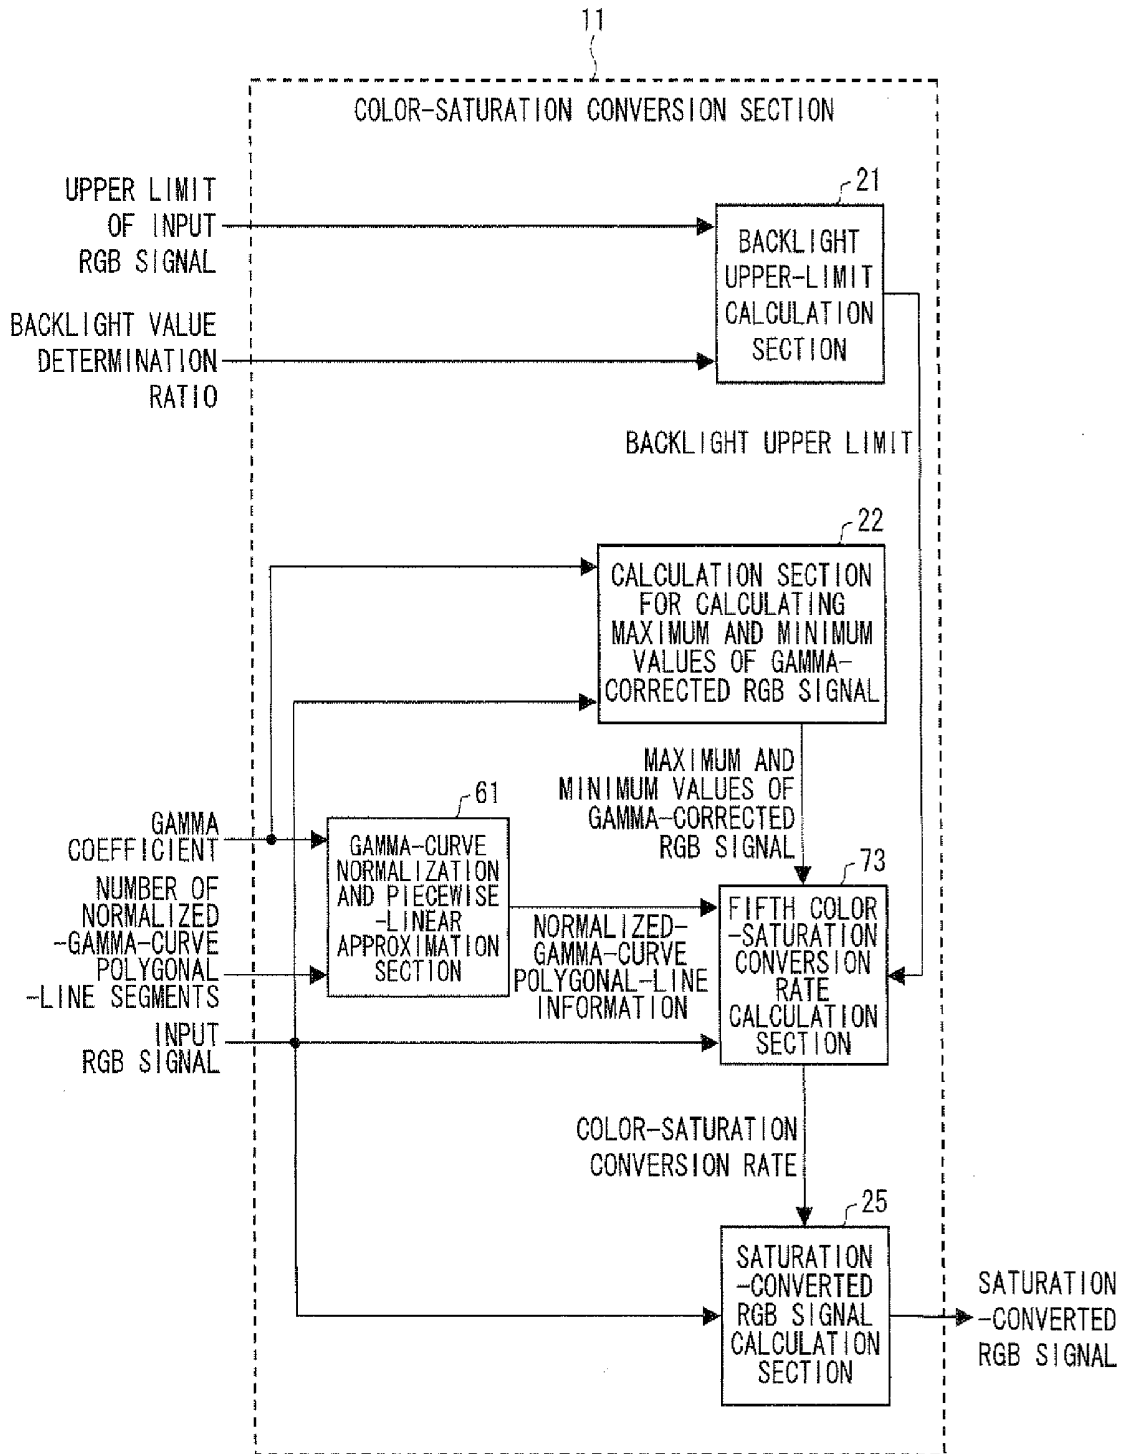 11
COLOR-SATURATION CONVERSION SECTION
UPPER LIMIT
OF INPUT
RGB SIGNAL
21
BACKLIGHT
UPPER-LIMIT
CALCULATION
SECTION
BACKLIGHT VALUE
DETERMINATION
RATIO
BACKLIGHT UPPER LIMIT
22
CALCULATION SECTION
FOR CALCULATING
MAXIMUM AND MINIMUM
VALUES OF GAMMA-
CORRECTED RGB SIGNAL
MAXIMUM AND
MINIMUM VALUES OF
GAMMA-CORRECTED
RGB SIGNAL
GAMMA
COEFFICIENT
61
GAMMA-CURVE
NORMALIZATION
AND PIECEWISE
-LINEAR
APPROXIMATION
SECTION
NUMBER OF
NORMALIZED
-GAMMA-CURVE
POLYGONAL
-LINE SEGMENTS
NORMALIZED-
GAMMA-CURVE
POLYGONAL-LINE
INFORMATION
73
FIFTH COLOR
-SATURATION
CONVERSION
RATE
CALCULATION
SECTION
INPUT
RGB SIGNAL
COLOR-SATURATION
CONVERSION RATE
25
SATURATION
-CONVERTED
RGB SIGNAL
CALCULATION
SECTION
SATURATION
-CONVERTED
RGB SIGNAL